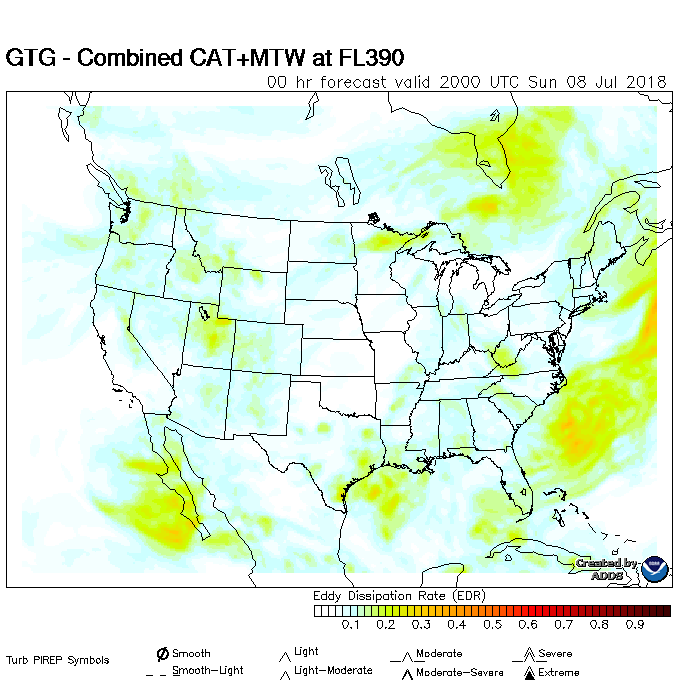 GTG - Combined CAT+MTW at FL390
00 hr forecast valid 2000 UTC Sun 08 Jul 2018
Created by
ADDS
Eddy Dissipation Rate (EDR)
0.1 0.2 0.3 0.4 0.5 0.6 0.7 0.8 0.9
Turb PIREP Symbols
Smooth Light Moderate Severe
Smooth-Light Light-Moderate Moderate-Severe Extreme